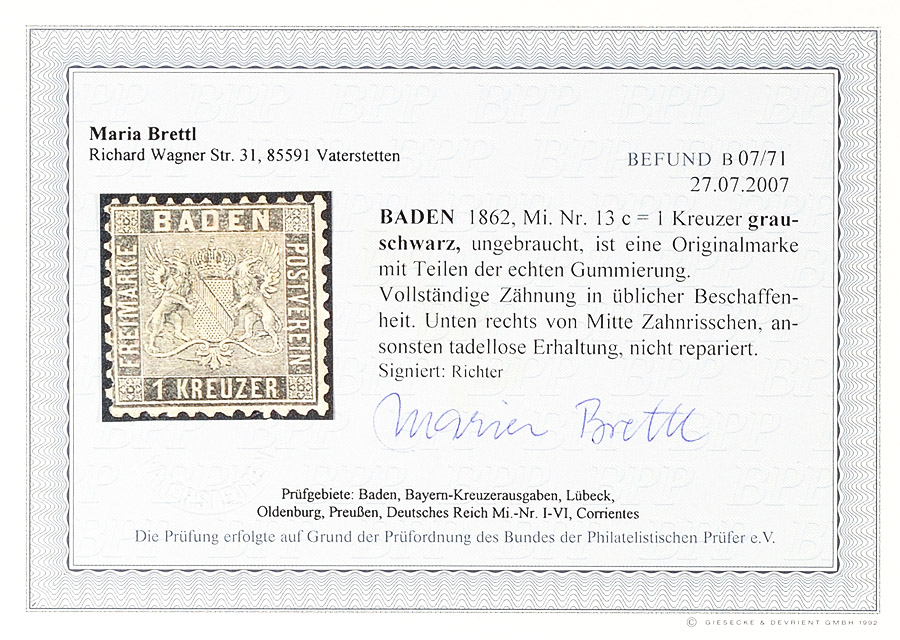 Maria Brettl
Richard Wagner Str. 31, 85591 Vaterstetten
BEFUND B 07/71
27.07.2007
BADEN
FREIMARKE
POSTVEREIN
1 KREUZER
BADEN 1862, Mi. Nr. 13 c = 1 Kreuzer grau-
schwarz, ungebraucht, ist eine Originalmarke
mit Teilen der echten Gummierung.
Vollständige Zähnung in üblicher Beschaffen-
heit. Unten rechts von Mitte Zahnrisschen, an-
sonsten tadellose Erhaltung, nicht repariert.
Signiert: Richter
Maria Brettl
Prüfgebiete: Baden, Bayern-Kreuzerausgaben, Lübeck,
Oldenburg, Preußen, Deutsches Reich Mi.-Nr. I-VI, Corrientes
Die Prüfung erfolgte auf Grund der Prüfordnung des Bundes der Philatelistischen Prüfer e.V.
© GIESECKE & DEVRIENT GMBH 1992